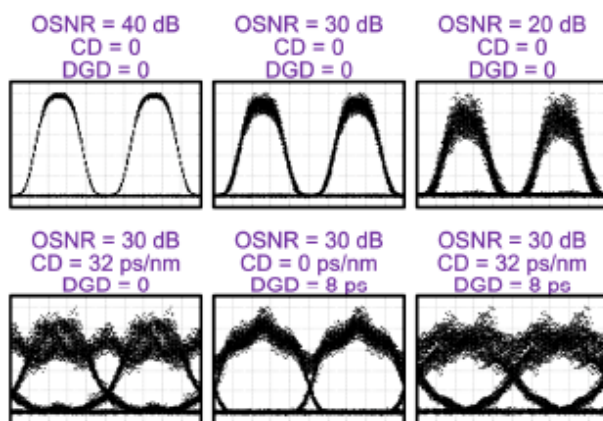 OSNR = 40 dB
CD = 0
DGD = 0
OSNR = 30 dB
CD = 0
DGD = 0
OSNR = 20 dB
CD = 0
DGD = 0
OSNR = 30 dB
CD = 32 ps/nm
DGD = 0
OSNR = 30 dB
CD = 0 ps/nm
DGD = 8 ps
OSNR = 30 dB
CD = 32 ps/nm
DGD = 8 ps